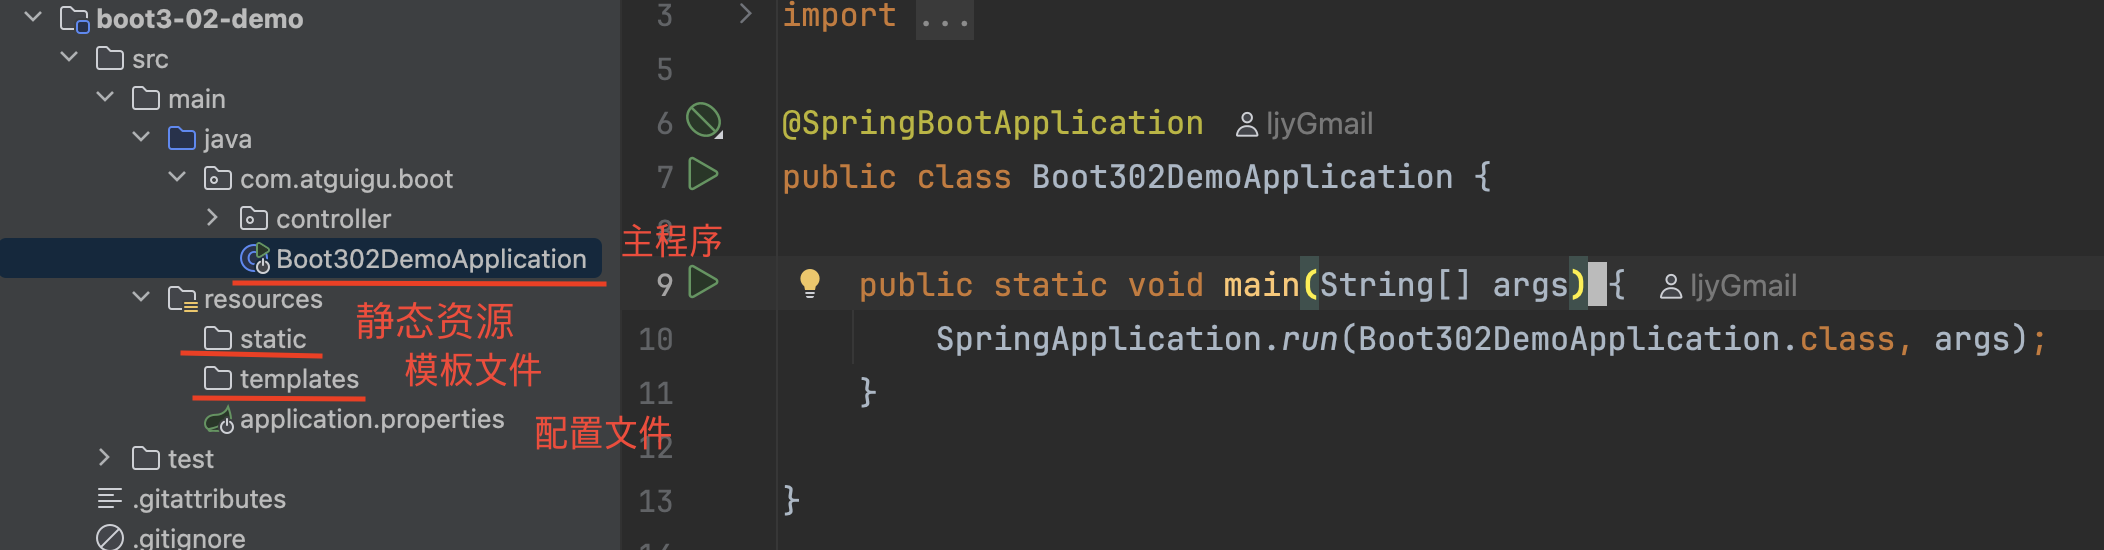 boot3-02-demo
src
main
java
com.atguigu.boot
controller
Boot302DemoApplication
主程序
resources
静态资源
static
模板文件
templates
application.properties
配置文件
test
.gitattributes
.gitignore
3 import ...
5
6 @SpringBootApplication ljyGmail
7 public class Boot302DemoApplication {
9 public static void main(String[] args) { ljyGmail
10 SpringApplication.run(Boot302DemoApplication.class, args);
11 }
12
13 }